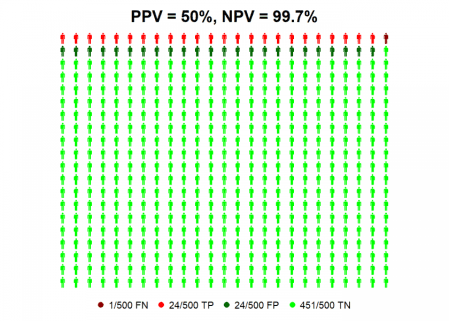 PPV = 50%, NPV = 99.7%
1/500 FN 24/500 TP 24/500 FP 451/500 TN